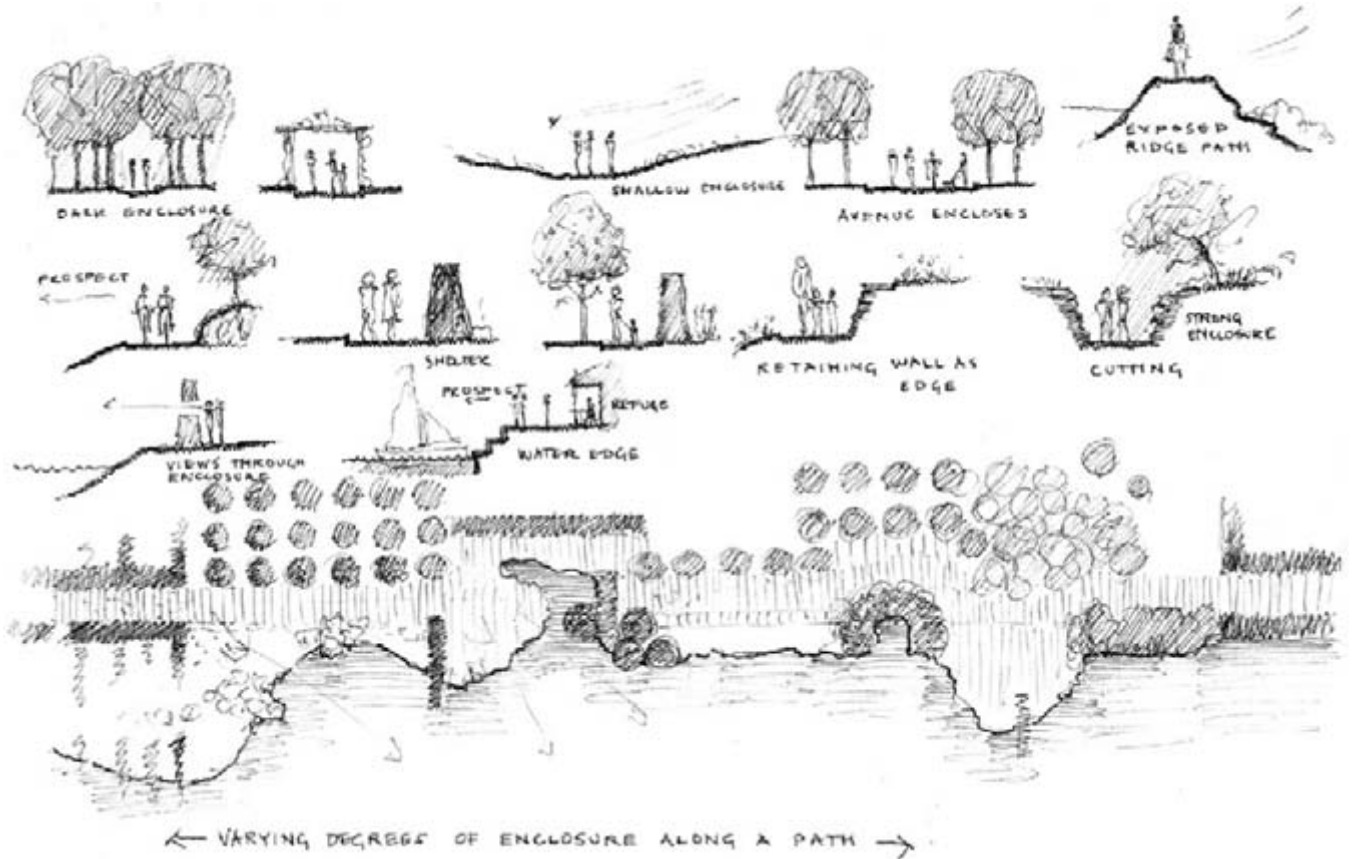 EXPOSED
RIDGE PATH
DARK ENCLOSURE
SHALLOW ENCLOSURE
AVENUE ENCLOSES
PROSPECT
SHELTER
RETAINING WALL AS
EDGE
STRONG
ENCLOSURE
CUTTING
VIEWS THROUGH
ENCLOSURE
PROSPECT
REFUGE
WATER EDGE
VARYING DEGREES OF ENCLOSURE ALONG A PATH